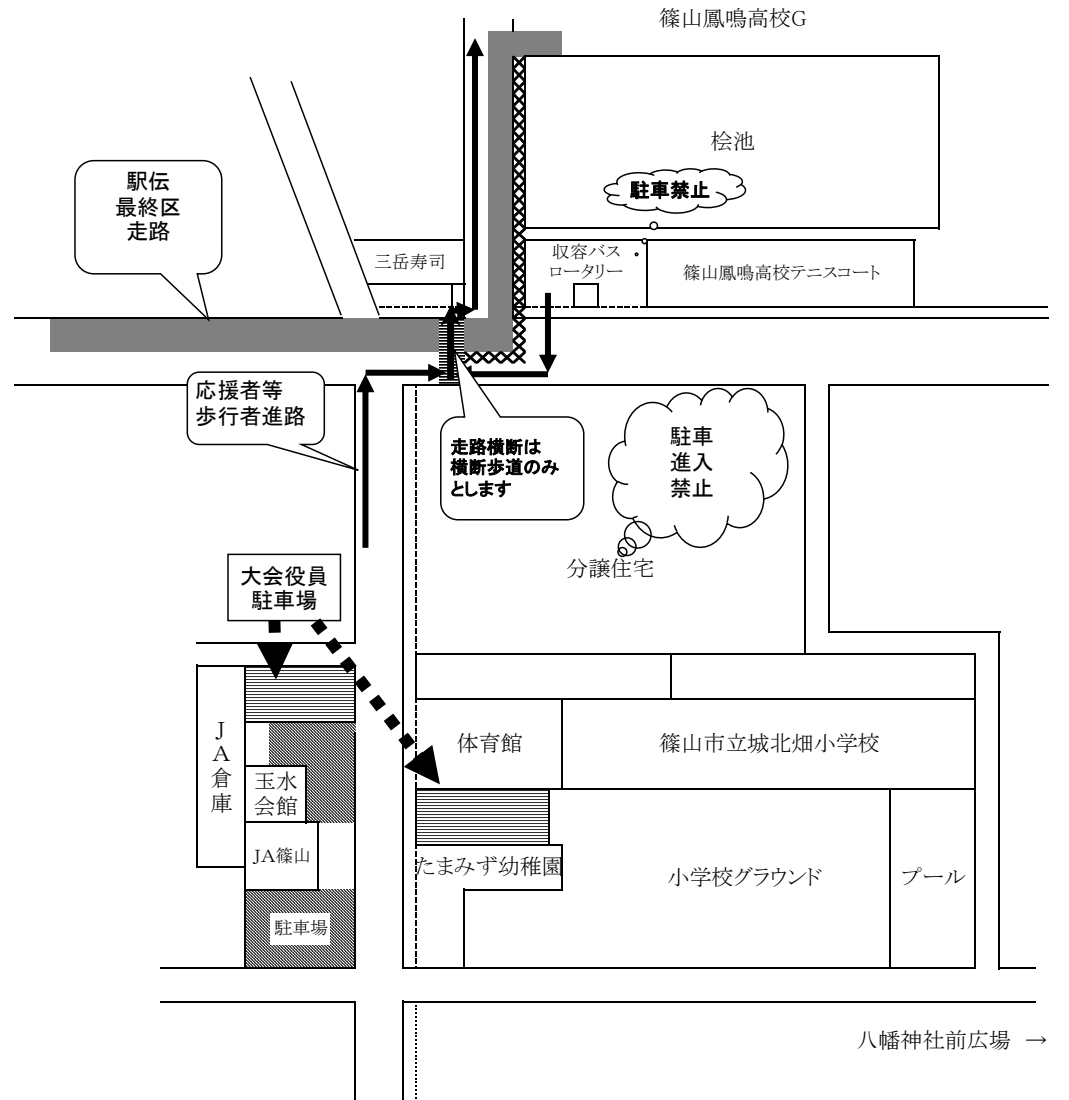 篠山鳳鳴高校G
桧池
駐車禁止
駅伝
最終区
走路
三岳寿司
収容バス
ロータリー
篠山鳳鳴高校テニスコート
応援者等
歩行者進路
走路横断は
横断歩道のみ
とします
駐車
進入
禁止
分譲住宅
大会役員
駐車場
JA倉庫
体育館
篠山市立城北畑小学校
玉水
会館
JA篠山
たまみず幼稚園
小学校グラウンド
プール
駐車場
八幡神社前広場 →